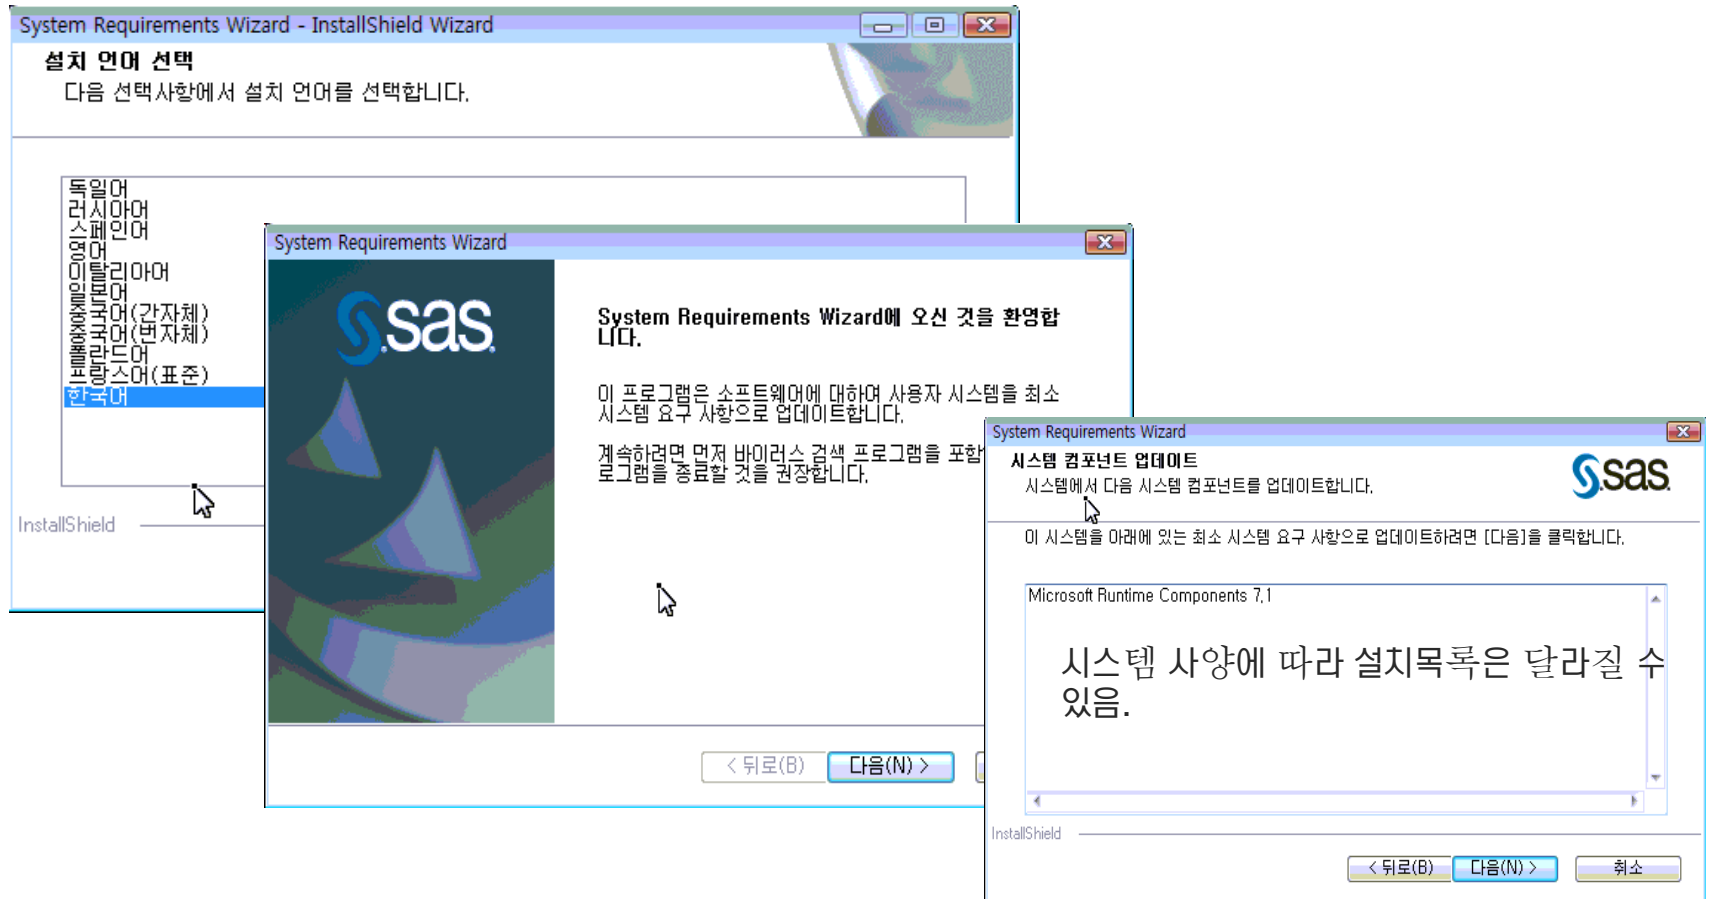 System Requirements Wizard - InstallShield Wizard
설치 언어 선택
다음 선택사항에서 설치 언어를 선택합니다.
독일어
러시아어
스페인어
영어
이탈리아어
일본어
중국어(간자체)
중국어(번자체)
폴란드어
프랑스어(표준)
한국어
InstallShield
System Requirements Wizard
sas
System Requirements Wizard에 오신 것을 환영합
니다.
이 프로그램은 소프트웨어에 대하여 사용자 시스템을 최소
시스템 요구 사항으로 업데이트합니다.
계속하려면 먼저 바이러스 검색 프로그램을 포함
로그램을 종료할 것을 권장합니다.
< 뒤로(B) 다음(N) >
System Requirements Wizard
시스템 컴포넌트 업데이트
시스템에서 다음 시스템 컴포넌트를 업데이트합니다.
sas
이 시스템을 아래에 있는 최소 시스템 요구 사항으로 업데이트하려면 [다음]을 클릭합니다.
Microsoft Runtime Components 7.1
시스템 사양에 따라 설치목록은 달라질 수
있음.
InstallShield
< 뒤로(B) 다음(N) > 취소